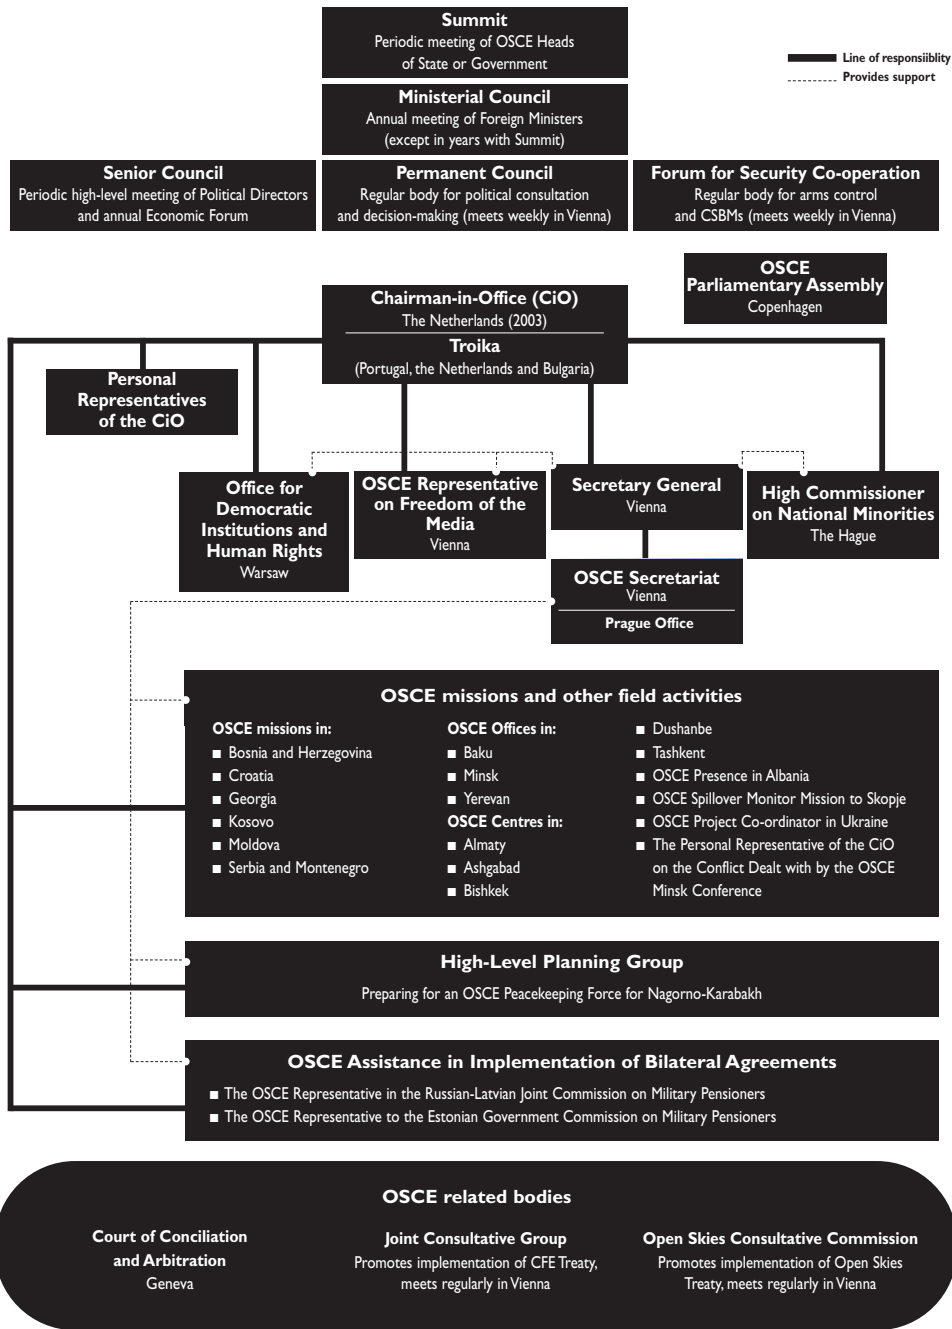 Summit
Periodic meeting of OSCE Heads
of State or Government
Line of responsiiblity
Provides support
Ministerial Council
Annual meeting of Foreign Ministers
(except in years with Summit)
Senior Council
Periodic high-level meeting of Political Directors
and annual Economic Forum
Permanent Council
Regular body for political consultation
and decision-making (meets weekly in Vienna)
Forum for Security Co-operation
Regular body for arms control
and CSBMs (meets weekly in Vienna)
OSCE
Parliamentary Assembly
Copenhagen
Chairman-in-Office (CiO)
The Netherlands (2003)
Troika
(Portugal, the Netherlands and Bulgaria)
Personal
Representatives
of the CiO
Office for
Democratic
Institutions and
Human Rights
Warsaw
OSCE Representative
on Freedom of the
Media
Vienna
Secretary General
Vienna
High Commissioner
on National Minorities
The Hague
OSCE Secretariat
Vienna
Prague Office
OSCE missions and other field activities
OSCE missions in:
■ Bosnia and Herzegovina
■ Croatia
■ Georgia
■ Kosovo
■ Moldova
■ Serbia and Montenegro
OSCE Offices in:
■ Baku
■ Minsk
■ Yerevan
OSCE Centres in:
■ Almaty
■ Ashgabad
■ Bishkek
■ Dushanbe
■ Tashkent
■ OSCE Presence in Albania
■ OSCE Spillover Monitor Mission to Skopje
■ OSCE Project Co-ordinator in Ukraine
■ The Personal Representative of the CiO
on the Conflict Dealt with by the OSCE
Minsk Conference
High-Level Planning Group
Preparing for an OSCE Peacekeeping Force for Nagorno-Karabakh
OSCE Assistance in Implementation of Bilateral Agreements
■ The OSCE Representative in the Russian-Latvian Joint Commission on Military Pensioners
■ The OSCE Representative to the Estonian Government Commission on Military Pensioners
OSCE related bodies
Court of Conciliation
and Arbitration
Geneva
Joint Consultative Group
Promotes implementation of CFE Treaty,
meets regularly in Vienna
Open Skies Consultative Commission
Promotes implementation of Open Skies
Treaty, meets regularly in Vienna